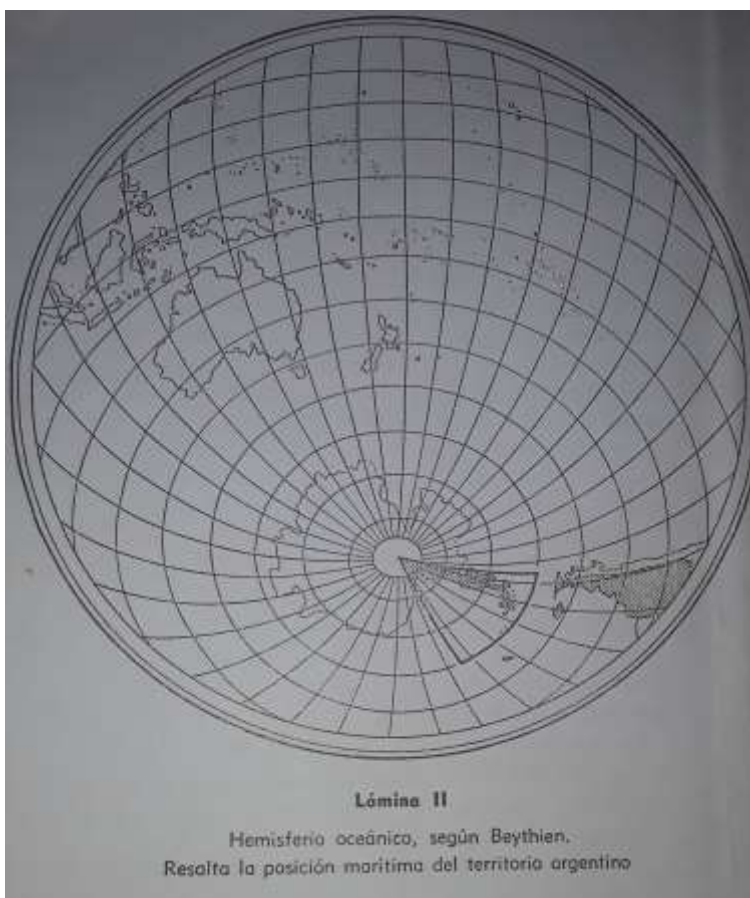 Lámina II
Hemisferio oceánico, según Beythien.
Resalta la posición marítima del territorio argentino